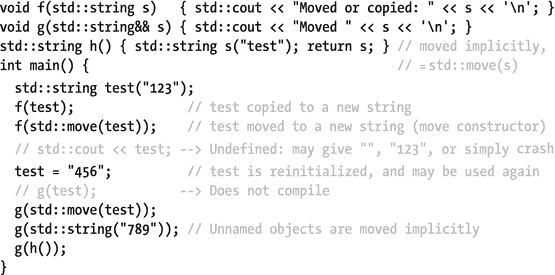 void f(std::string s)   { std::cout << "Moved or copied: " << s << '\n'; }
void g(std::string&& s) { std::cout << "Moved " << s << '\n'; }
std::string h() { std::string s("test"); return s; } // moved implicitly,
int main() {                                         // = std::move(s)
  std::string test("123");
  f(test);               // test copied to a new string
  f(std::move(test));    // test moved to a new string (move constructor)
  // std::cout << test; --> Undefined: may give "", "123", or simply crash
  test = "456";          // test is reinitialized, and may be used again
  // g(test);            --> Does not compile
  g(std::move(test));
  g(std::string("789")); // Unnamed objects are moved implicitly
  g(h());
}